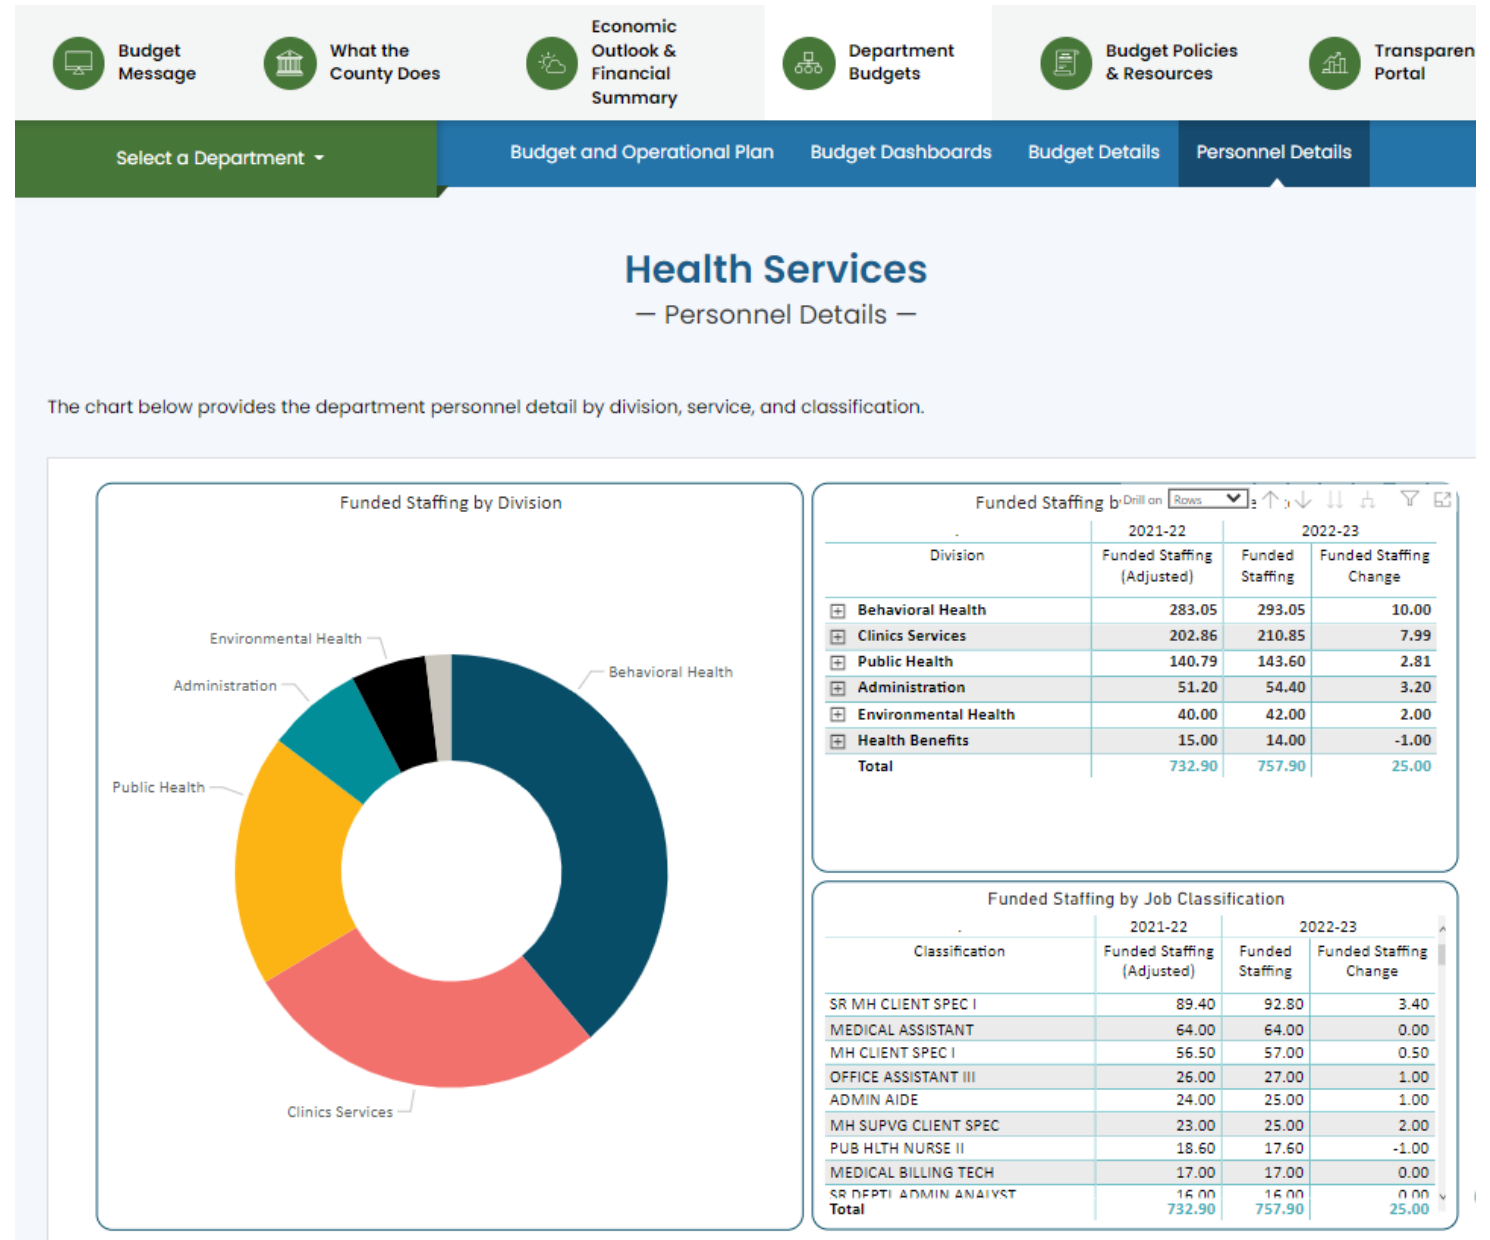 Budget
Message
What the
County Does
Economic
Outlook &
Financial
Summary
Department
Budgets
Budget Policies
& Resources
Transparen
Portal
Select a Department
Budget and Operational Plan Budget Dashboards Budget Details Personnel Details
Health Services
— Personnel Details —
The chart below provides the department personnel detail by division, service, and classification.
Funded Staffing by Division
Environmental Health
Behavioral Health
Administration
Public Health
Clinics Services
Funded Staffing b Drill on Rows
. 2021-22 2022-23
Division Funded Staffing (Adjusted) Funded Staffing Funded Staffing Change
Behavioral Health 283.05 293.05 10.00
Clinics Services 202.86 210.85 7.99
Public Health 140.79 143.60 2.81
Administration 51.20 54.40 3.20
Environmental Health 40.00 42.00 2.00
Health Benefits 15.00 14.00 -1.00
Total 732.90 757.90 25.00
Funded Staffing by Job Classification
. 2021-22 2022-23
Classification Funded Staffing (Adjusted) Funded Staffing Funded Staffing Change
SR MH CLIENT SPEC I 89.40 92.80 3.40
MEDICAL ASSISTANT 64.00 64.00 0.00
MH CLIENT SPEC I 56.50 57.00 0.50
OFFICE ASSISTANT III 26.00 27.00 1.00
ADMIN AIDE 24.00 25.00 1.00
MH SUPVG CLIENT SPEC 23.00 25.00 2.00
PUB HLTH NURSE II 18.60 17.60 -1.00
MEDICAL BILLING TECH 17.00 17.00 0.00
SR DEPTL ADMIN ANALYST 16.00 16.00 0.00
Total 732.90 757.90 25.00